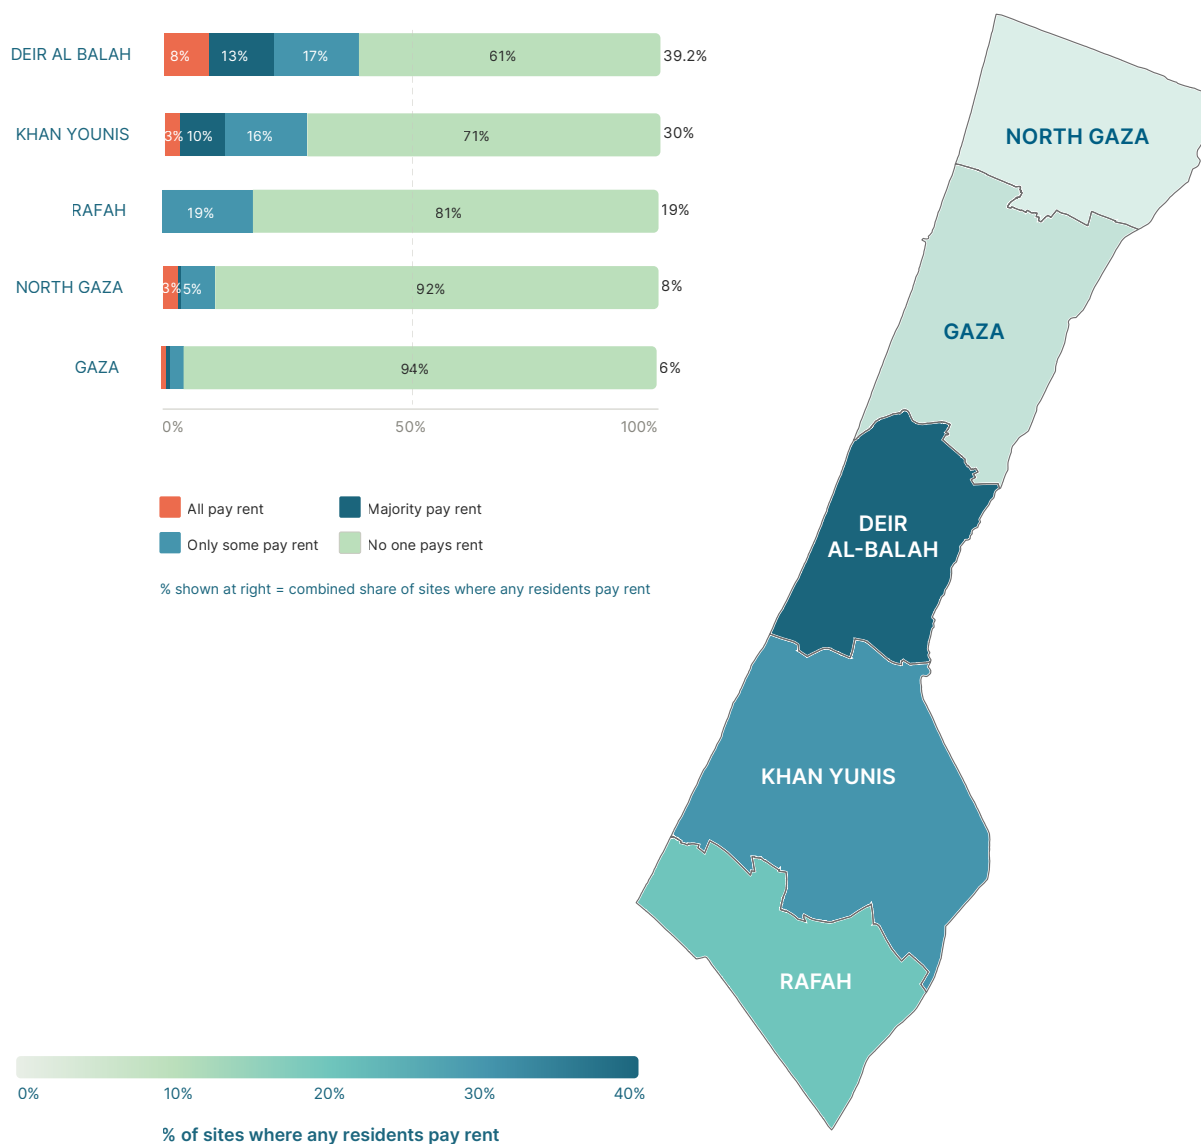 DEIR AL BALAH
8%
13%
17%
61%
39.2%
KHAN YOUNIS
3%
10%
16%
71%
30%
RAFAH
19%
81%
19%
NORTH GAZA
3%
5%
92%
8%
GAZA
94%
6%
0%
50%
100%
All pay rent
Majority pay rent
Only some pay rent
No one pays rent
% shown at right = combined share of sites where any residents pay rent
NORTH GAZA
GAZA
DEIR
AL-BALAH
KHAN YUNIS
RAFAH
0%
10%
20%
30%
40%
% of sites where any residents pay rent